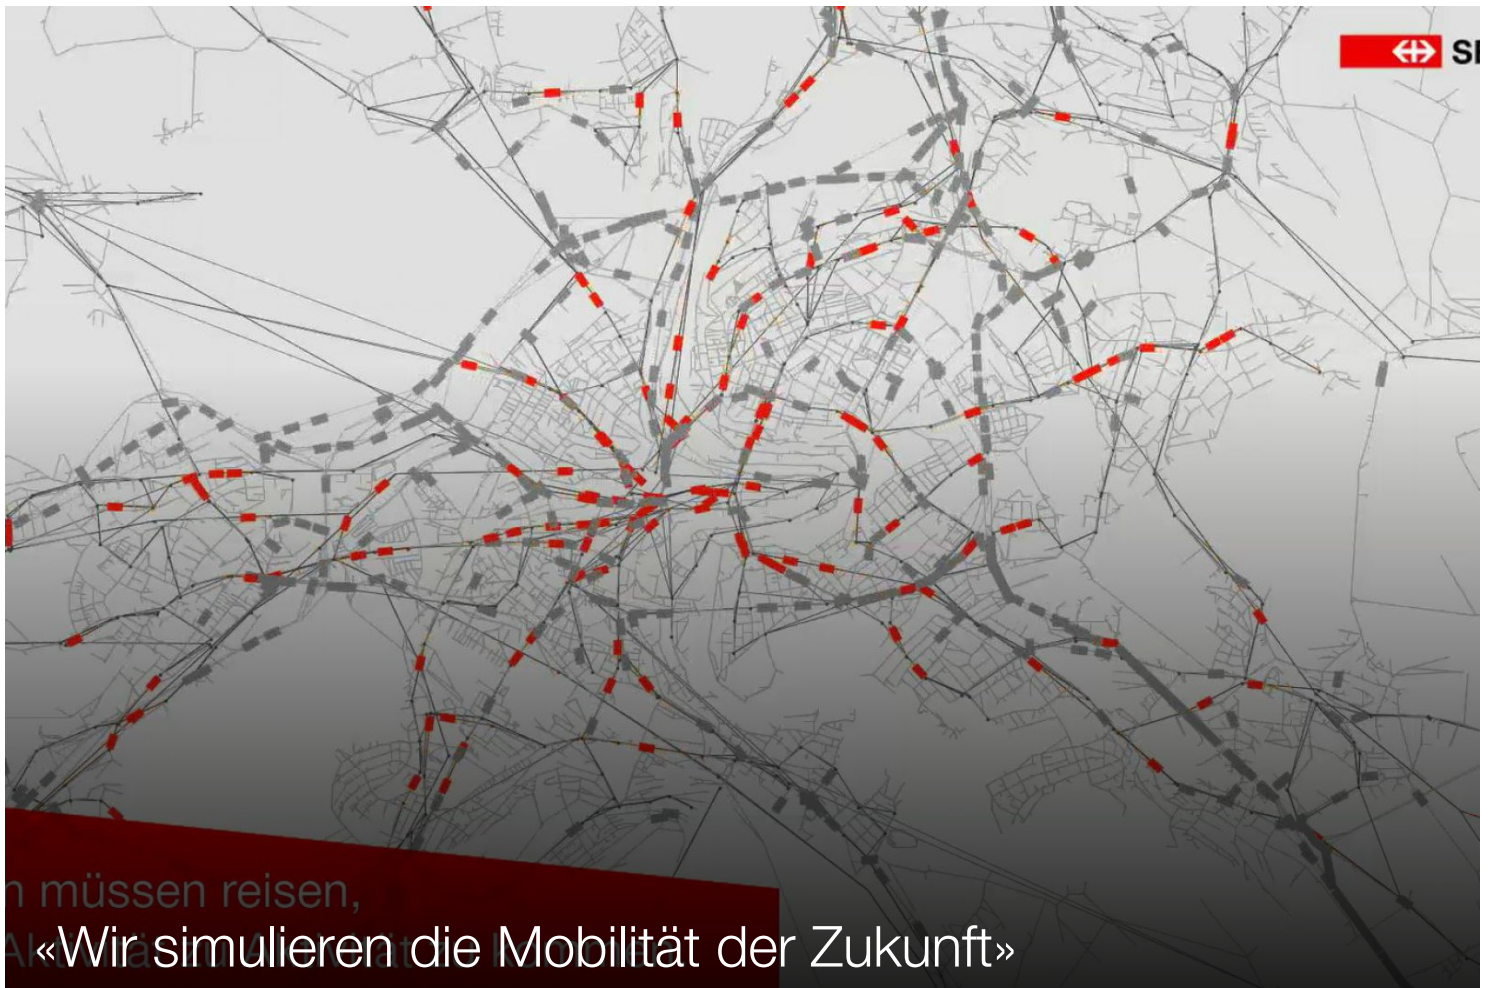 SB
n müssen reisen,
«Wir simulieren die Mobilität der Zukunft»